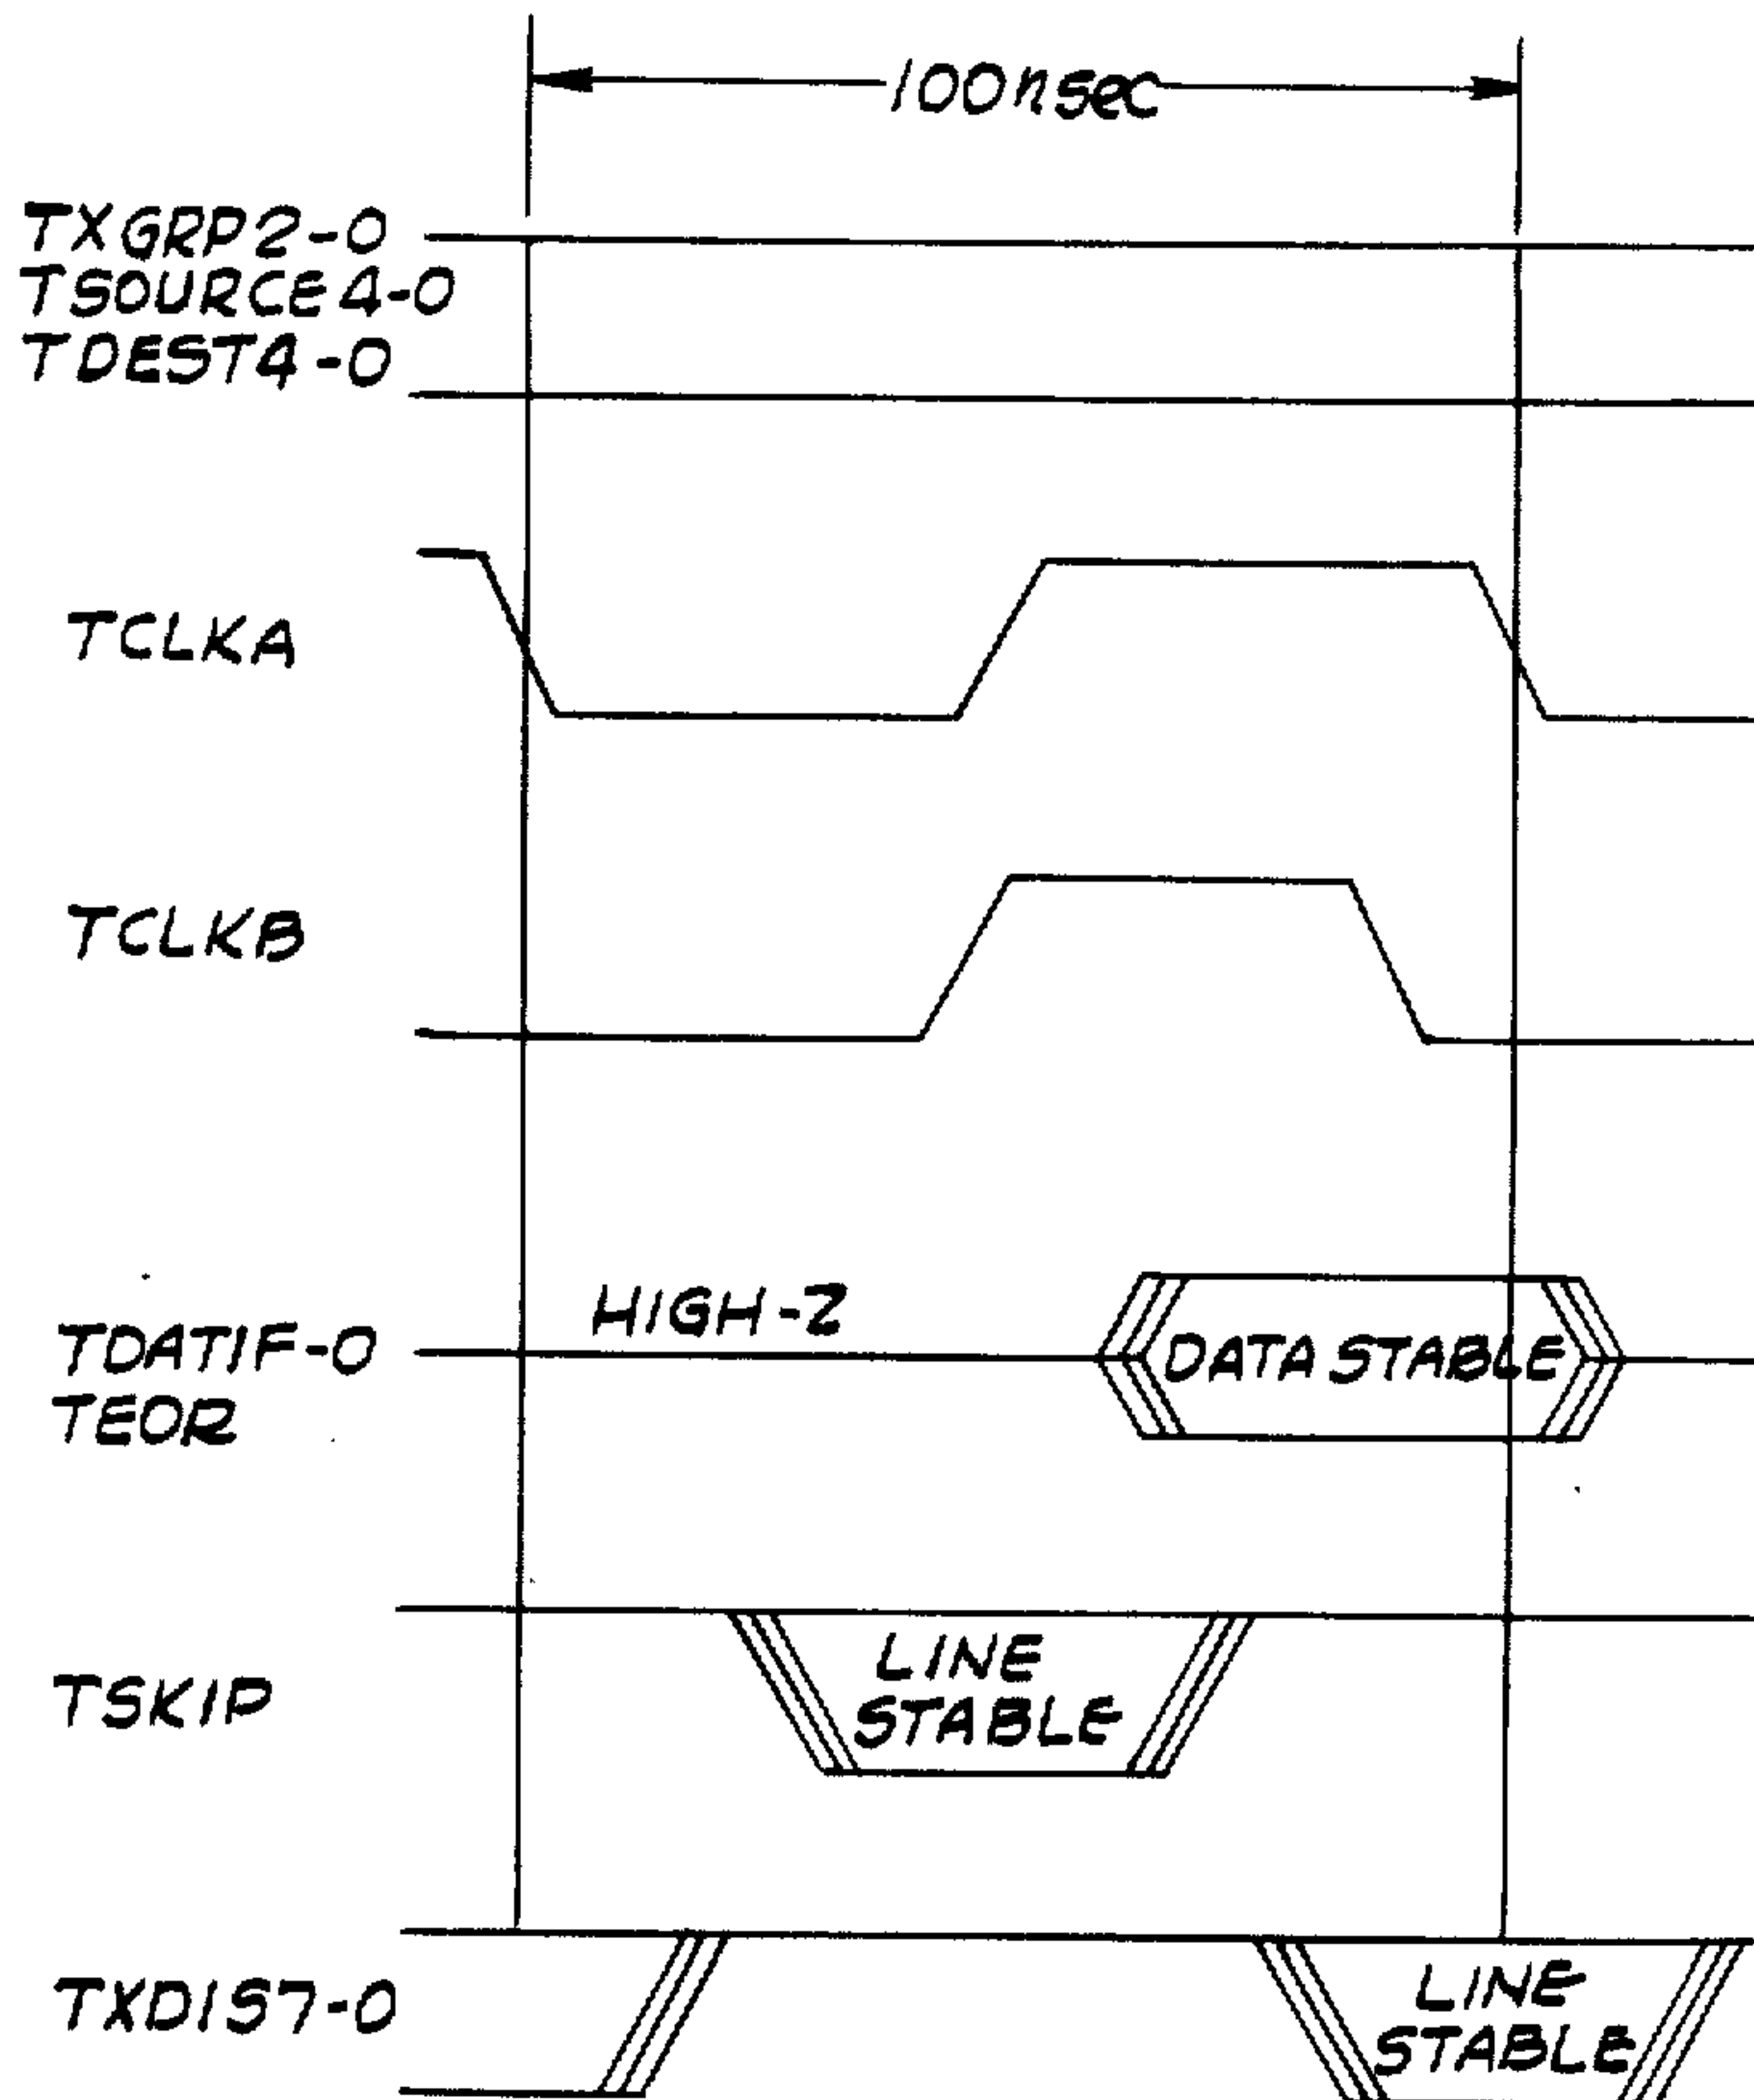 100nsec
TXGRP2-0
TSOURCE4-0
TDEST4-0
TCLKA
TCLKB
HIGH-Z
TDAT1F-0
TEOR
DATA STABLE
TSKIP
LINE
STABLE
TXDIS7-0
LINE
STABLE